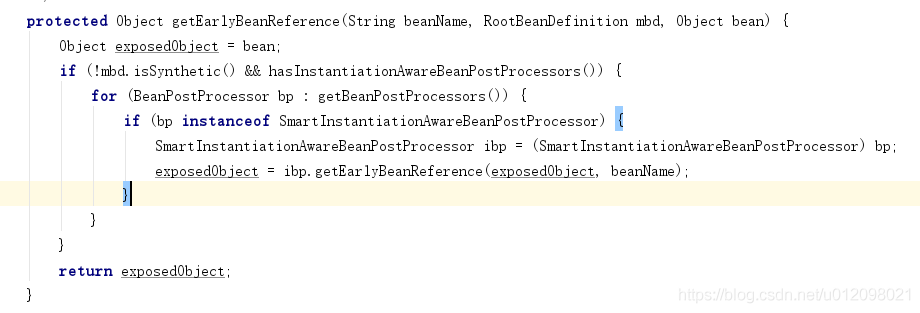 protected Object getEarlyBeanReference(String beanName, RootBeanDefinition mbd, Object bean) {
    Object exposedObject = bean;
    if (!mbd.isSynthetic() && hasInstantiationAwareBeanPostProcessors()) {
        for (BeanPostProcessor bp : getBeanPostProcessors()) {
            if (bp instanceof SmartInstantiationAwareBeanPostProcessor) {
                SmartInstantiationAwareBeanPostProcessor ibp = (SmartInstantiationAwareBeanPostProcessor) bp;
                exposedObject = ibp.getEarlyBeanReference(exposedObject, beanName);
            }
        }
    }
    return exposedObject;
}
https://blog.csdn.net/u012098021